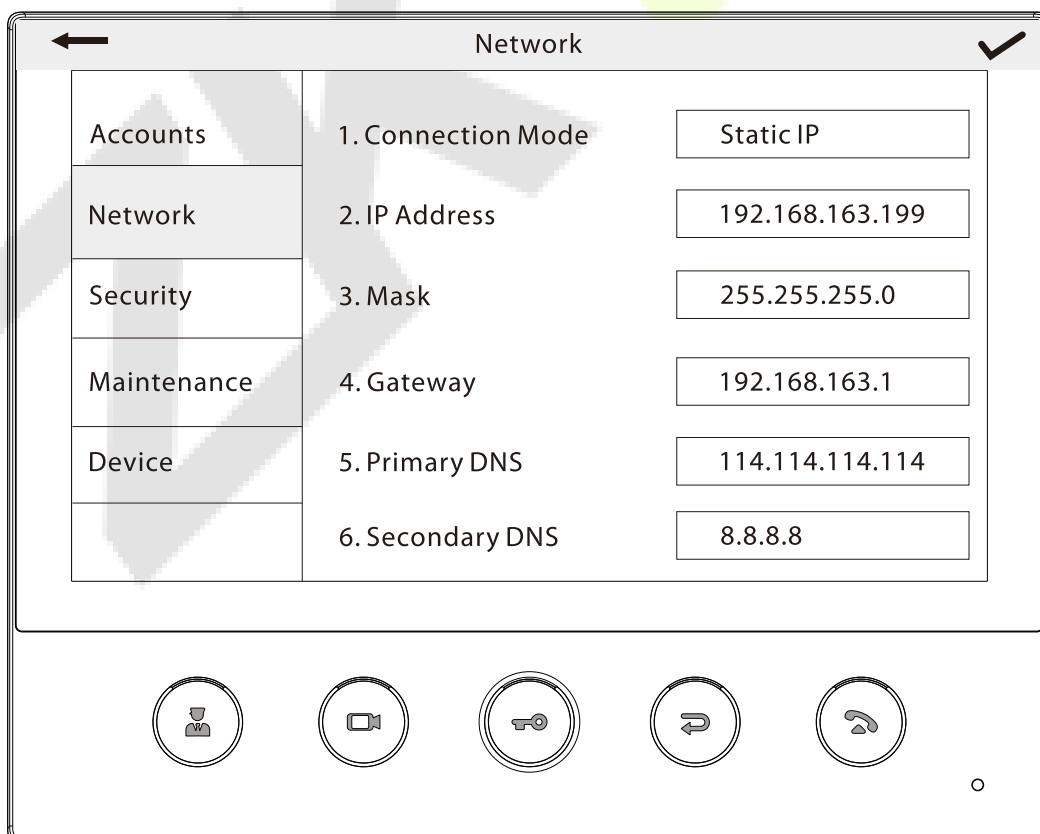 Network
Accounts
Network
Security
Maintenance
Device
1. Connection Mode
Static IP
2. IP Address
192.168.163.199
3. Mask
255.255.255.0
4. Gateway
192.168.163.1
5. Primary DNS
114.114.114.114
6. Secondary DNS
8.8.8.8